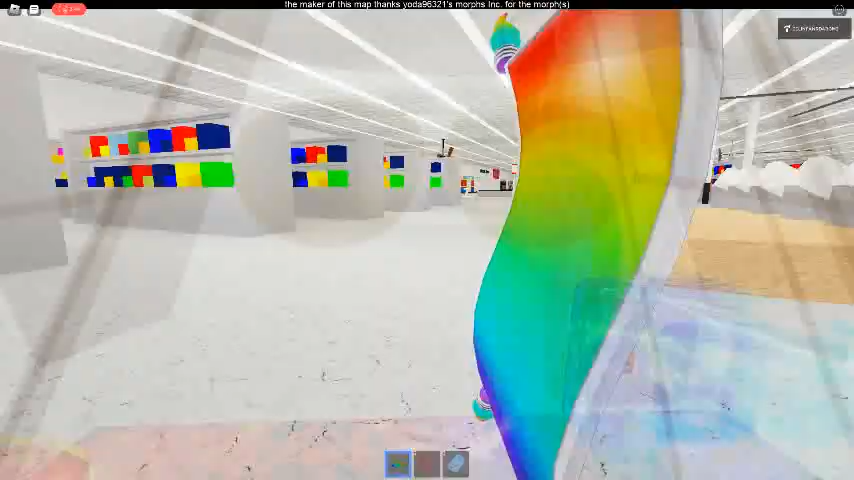 the maker of this map thanks yoda96321's morphs Inc. for the morph(s)